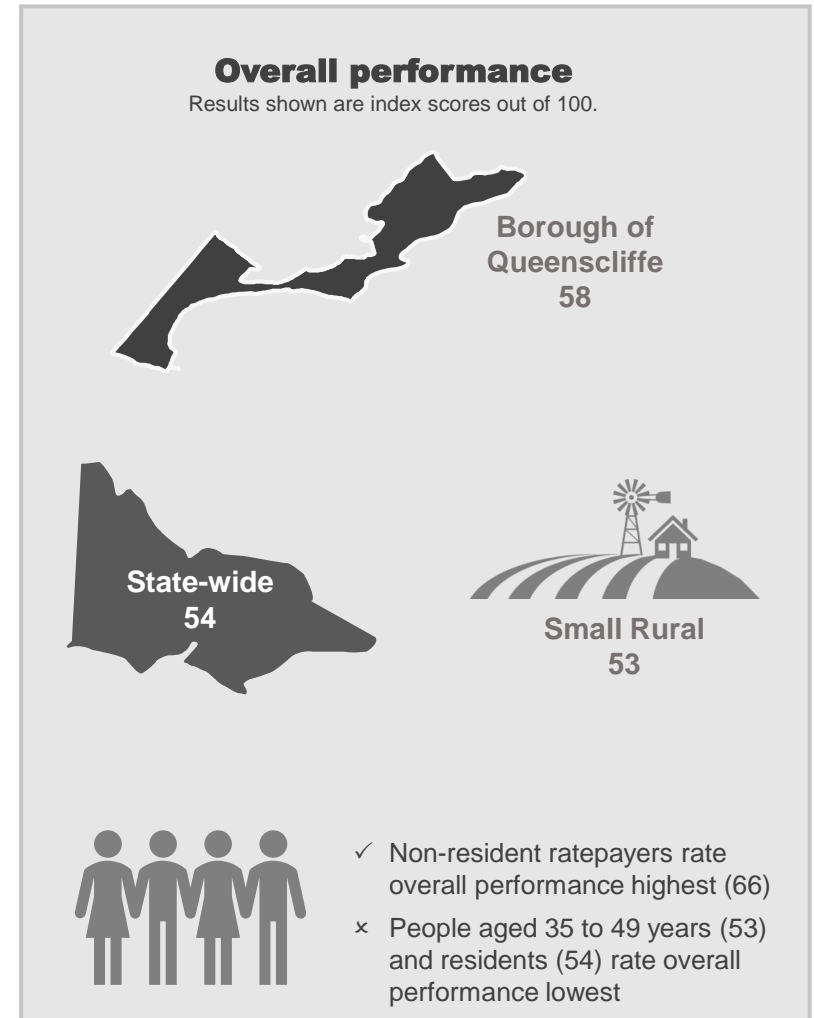 Overall performance
Results shown are index scores out of 100.
Borough of
Queenscliffe
58
State-wide
54
Small Rural
53
✓ Non-resident ratepayers rate
overall performance highest (66)
× People aged 35 to 49 years (53)
and residents (54) rate overall
performance lowest